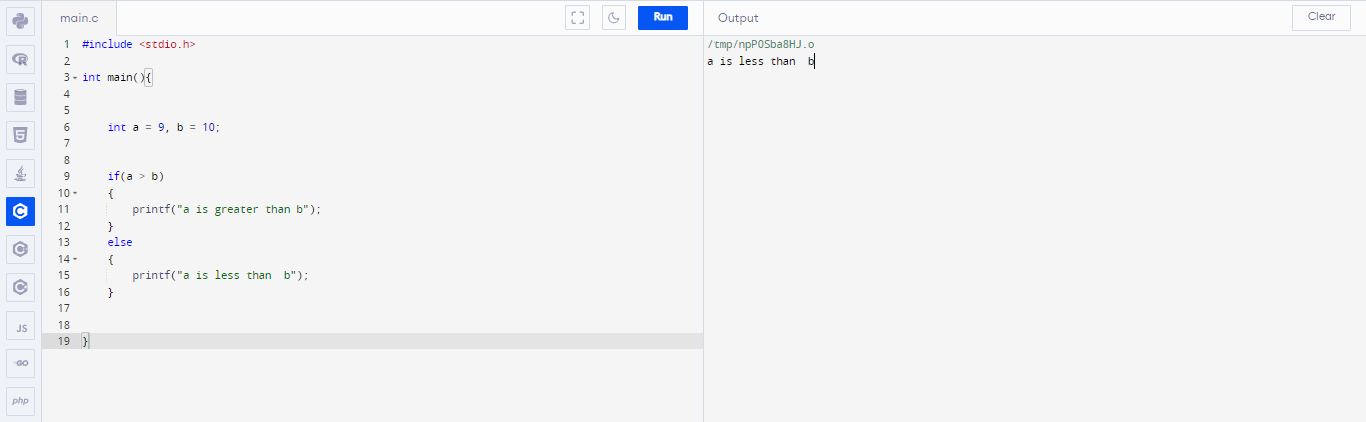 main.c
Run
Output
Clear
1 #include <stdio.h>
2
3 int main(){
4
5
6 int a = 9, b = 10;
7
8
9 if(a > b)
10 {
11 printf("a is greater than b");
12 }
13 else
14 {
15 printf("a is less than  b");
16 }
17
18
19 }
/tmp/npP0Sba8HJ.o
a is less than  b
R
5
C
C
C
JS
GO
php